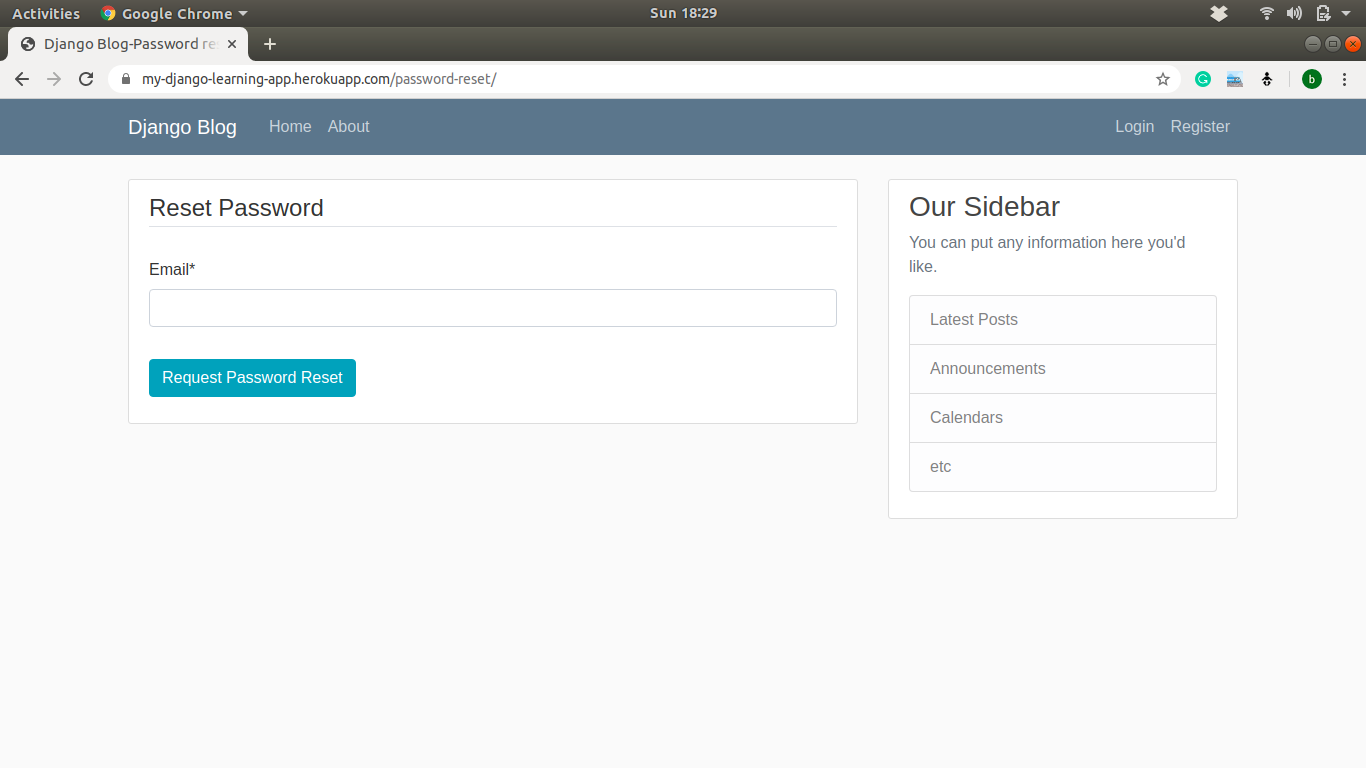 Activities Google Chrome Sun 18:29
Django Blog-Password re
my-django-learning-app.herokuapp.com/password-reset/ b
Django Blog Home About Login Register
Reset Password
Email*
Request Password Reset
Our Sidebar
You can put any information here you'd
like.
Latest Posts
Announcements
Calendars
etc